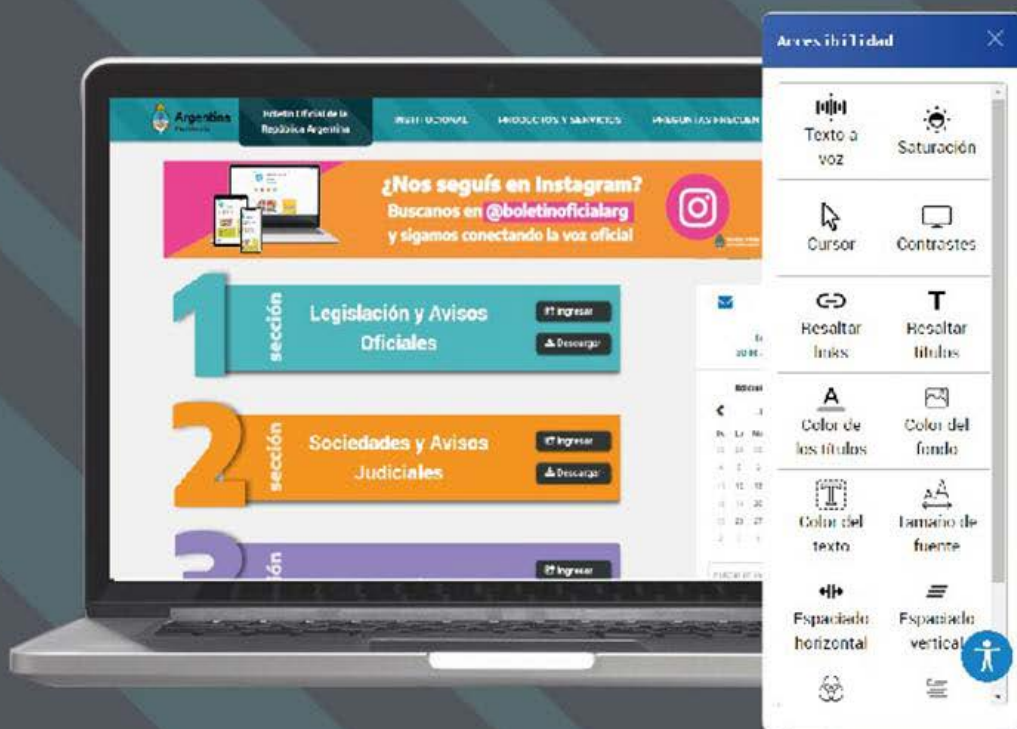 Argentina
Boletín Oficial de la
República Argentina
INSTITUCIONAL
PRODUCTOS Y SERVICIOS
PREGUNTAS FRECUEN
¿Nos seguís en Instagram?
Buscanos en @boletinoficialarg
y sigamos conectando la voz oficial
1
sección
Legislación y Avisos
Oficiales
Ingresar
Descargar
2
sección
Sociedades y Avisos
Judiciales
Ingresar
Descargar
3
Ingresar
Accesibilidad
Texto a
voz
Saturación
Cursor
Contrastes
Resaltar
links
Resaltar
títulos
Color de
los títulos
Color del
fondo
Color del
texto
Tamaño de
fuente
Espaciado
horizontal
Espaciado
vertical